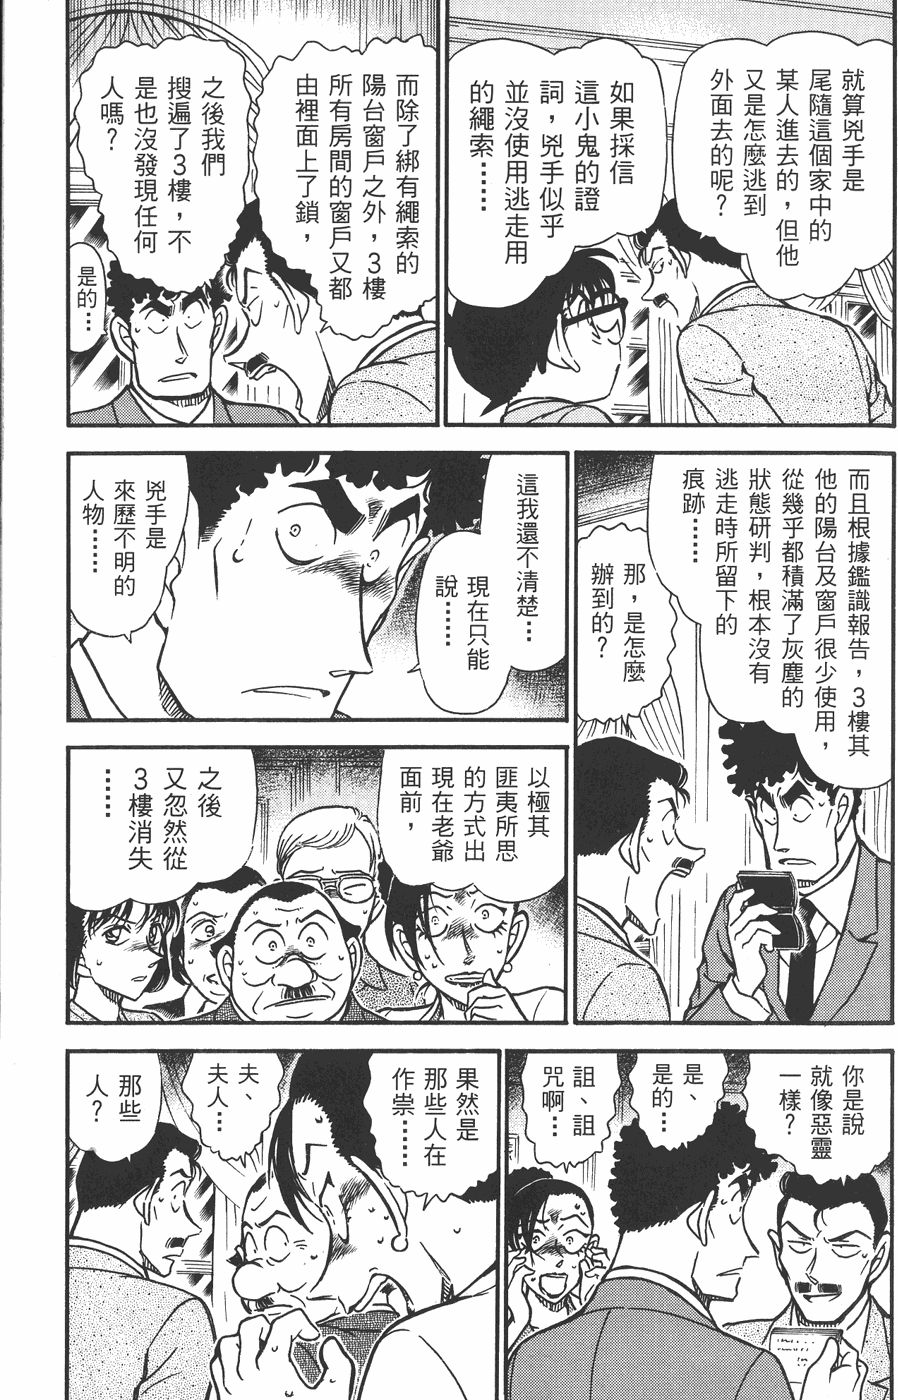 就算兇手是
尾隨這個家中的
某人進去的，但他
又是怎麼逃到
外面去的呢？
如果採信
這小鬼的證
詞，兇手似乎
並沒使用逃走用
的繩索……
而除了綁有繩索的
陽台窗戶之外，3樓
所有房間的窗戶又都
由裡面上了鎖，
之後我們
搜遍了3樓，不
是也沒發現任何
人嗎？
是的…
而且根據鑑識報告，3樓其
他的陽台及窗戶很少使用，
從幾乎都積滿了灰塵的
狀態研判，根本沒有
逃走時所留下的
痕跡……
那，是怎麼
辦到的？
這我還不清楚…
現在只能
說……
兇手是
來歷不明的
人物……
以極其
匪夷所思
的方式出
現在老爺
面前，
之後
又忽然從
3樓消失
……
你是說
就像惡靈
一樣？
是、
是的…
詛、詛
咒啊…
果然是
那些人在
作祟……
夫、
夫人…
那些
人？